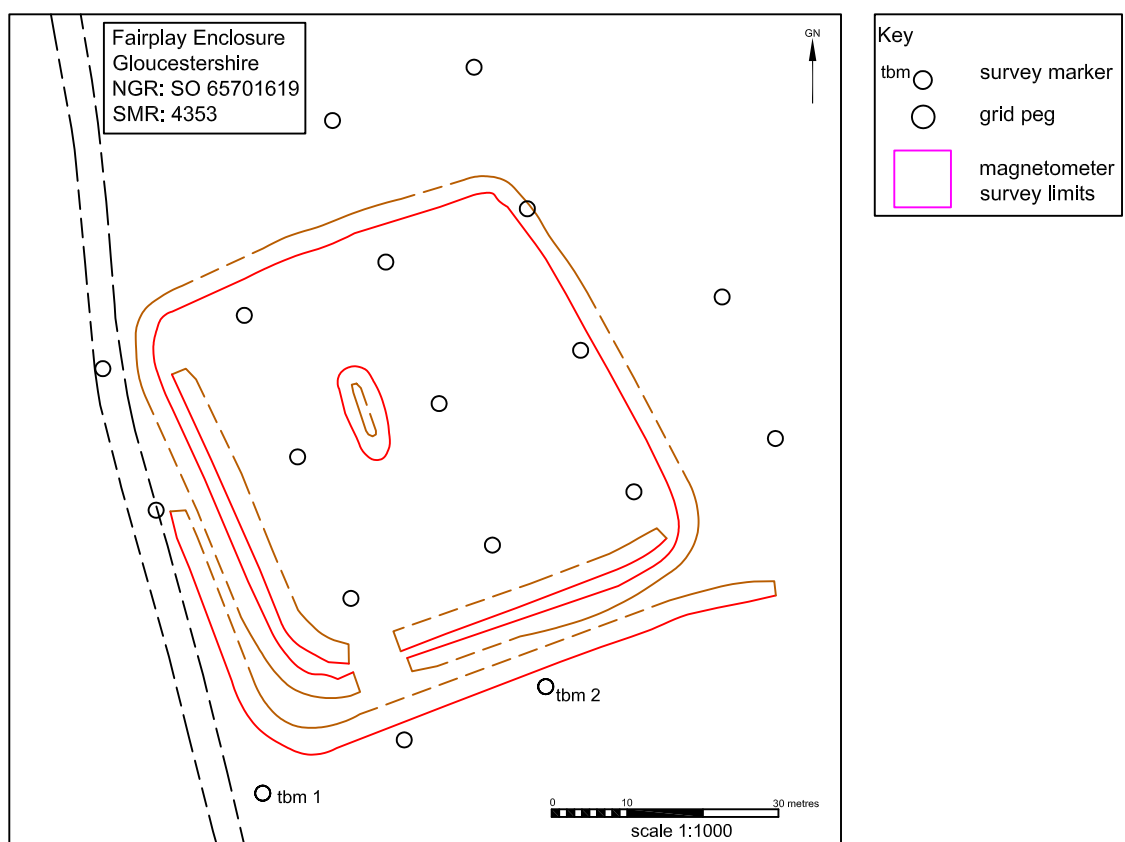 Fairplay Enclosure
Gloucestershire
NGR: SO 65701619
SMR: 4353
GN
Key
tbm survey marker
grid peg
magnetometer
survey limits
tbm 2
tbm 1
0 10 30 metres
scale 1:1000